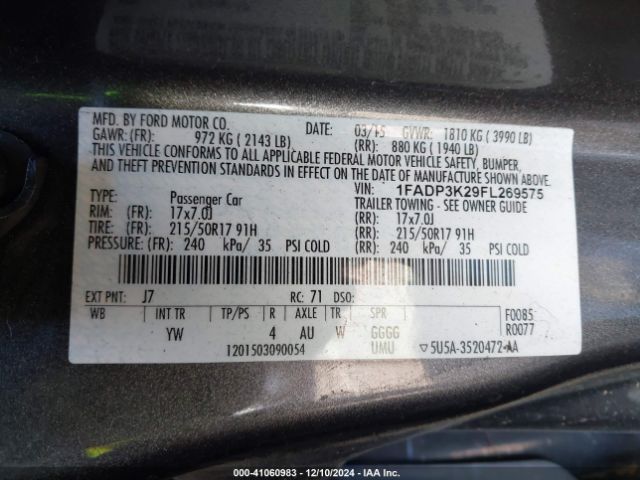 MFD. BY FORD MOTOR CO.
DATE: 03/15 GVWR: 1810 KG ( 3990 LB)
GAWR: (FR): 972 KG ( 2143 LB) (RR): 880 KG ( 1940 LB)
THIS VEHICLE CONFORMS TO ALL APPLICABLE FEDERAL MOTOR VEHICLE SAFETY, BUMPER,
AND THEFT PREVENTION STANDARDS IN EFFECT ON THE DATE OF MANUFACTURE SHOWN ABOVE.
VIN: 1FADP3K29FL269575
TYPE: Passenger Car TRAILER TOWING - SEE OWNER GUIDE
RIM: (FR): 17x7.0J (RR): 17x7.0J
TIRE: (FR): 215/50R17 91H (RR): 215/50R17 91H
PRESSURE: (FR): 240 kPa/ 35 PSI COLD (RR): 240 kPa/ 35 PSI COLD
EXT PNT: J7 RC: 71 DSO:
WB INT TR TP/PS R AXLE TR SPR F0085
YW 4 AU W GGGG R0077
1201503090054 UMU ▽5U5A-3520472-AA
00-41060983 – 12/10/2024 – IAA Inc.